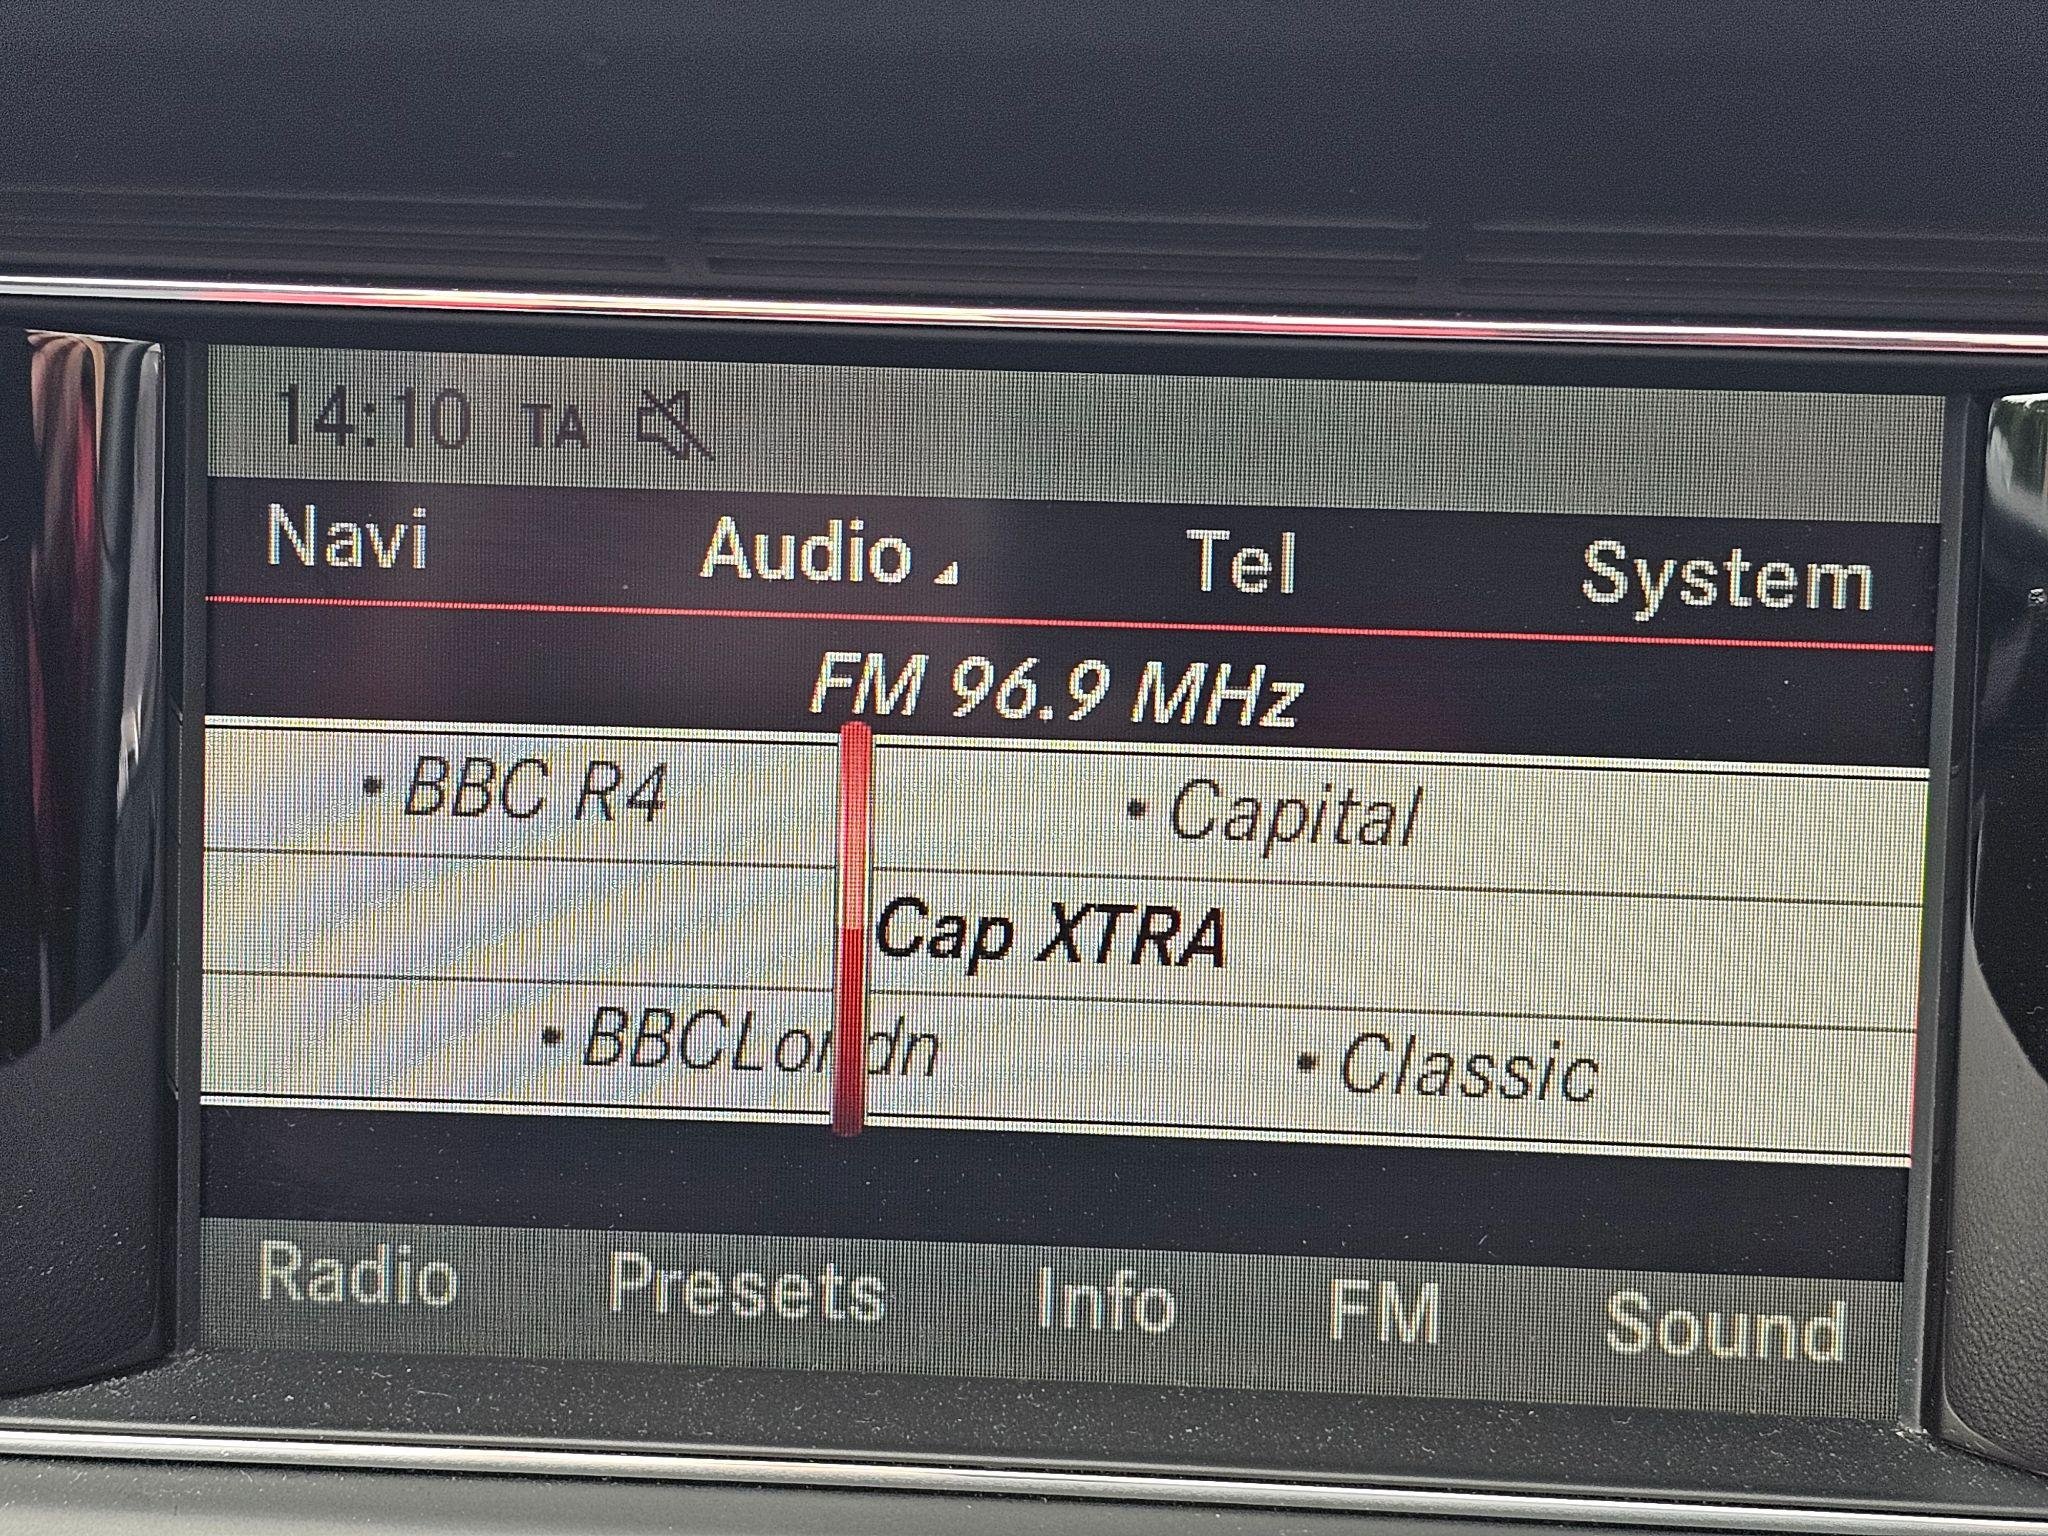 14:10 TA
Navi Audio Tel System
FM 96.9 MHz
• BBC R4 • Capital
Cap XTRA
• BBCLondn • Classic
Radio Presets Info FM Sound